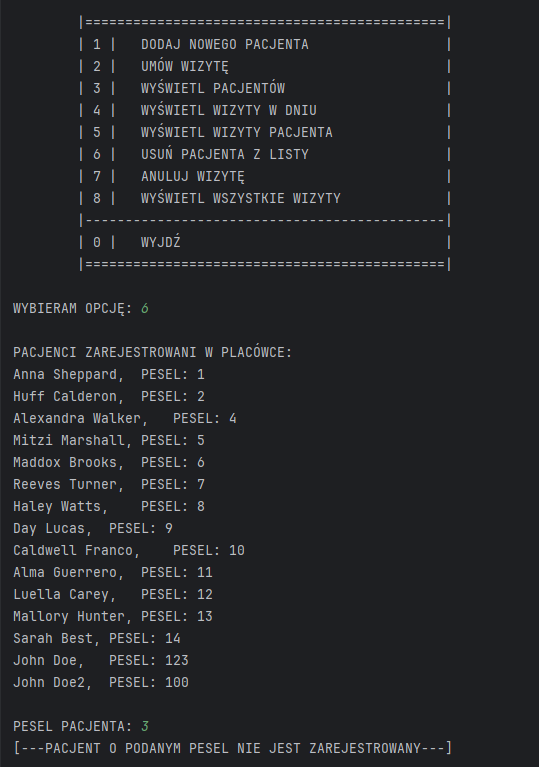 |=============================================|
| 1 |   DODAJ NOWEGO PACJENTA                 |
| 2 |   UMÓW WIZYTĘ                           |
| 3 |   WYŚWIETL PACJENTÓW                    |
| 4 |   WYŚWIETL WIZYTY W DNIU                |
| 5 |   WYŚWIETL WIZYTY PACJENTA              |
| 6 |   USUŃ PACJENTA Z LISTY                 |
| 7 |   ANULUJ WIZYTĘ                         |
| 8 |   WYŚWIETL WSZYSTKIE WIZYTY             |
|---------------------------------------------|
| 0 |   WYJDŹ                                 |
|=============================================|
WYBIERAM OPCJĘ: 6
PACJENCI ZAREJESTROWANI W PLACÓWCE:
Anna Sheppard,  PESEL: 1
Huff Calderon,  PESEL: 2
Alexandra Walker,   PESEL: 4
Mitzi Marshall, PESEL: 5
Maddox Brooks,  PESEL: 6
Reeves Turner,  PESEL: 7
Haley Watts,    PESEL: 8
Day Lucas,  PESEL: 9
Caldwell Franco,    PESEL: 10
Alma Guerrero,  PESEL: 11
Luella Carey,   PESEL: 12
Mallory Hunter, PESEL: 13
Sarah Best, PESEL: 14
John Doe,   PESEL: 123
John Doe2,  PESEL: 100
PESEL PACJENTA: 3
[---PACJENT O PODANYM PESEL NIE JEST ZAREJESTROWANY---]